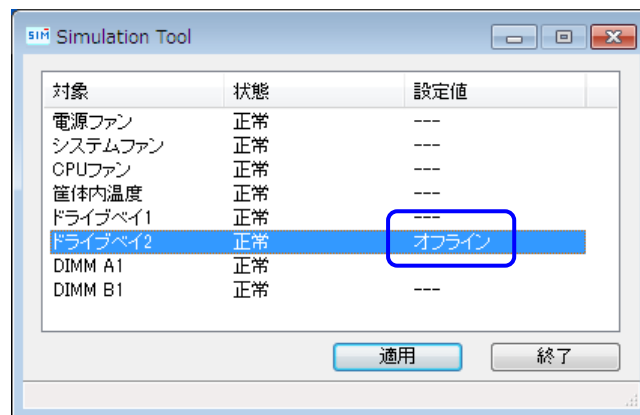 SIM Simulation Tool
対象 状態 設定値
電源ファン 正常 ---
システムファン 正常 ---
CPUファン 正常 ---
筐体内温度 正常 ---
ドライブベイ1 正常 ---
ドライブベイ2 正常 オフライン
DIMM A1 正常
DIMM B1 正常 ---
適用 終了